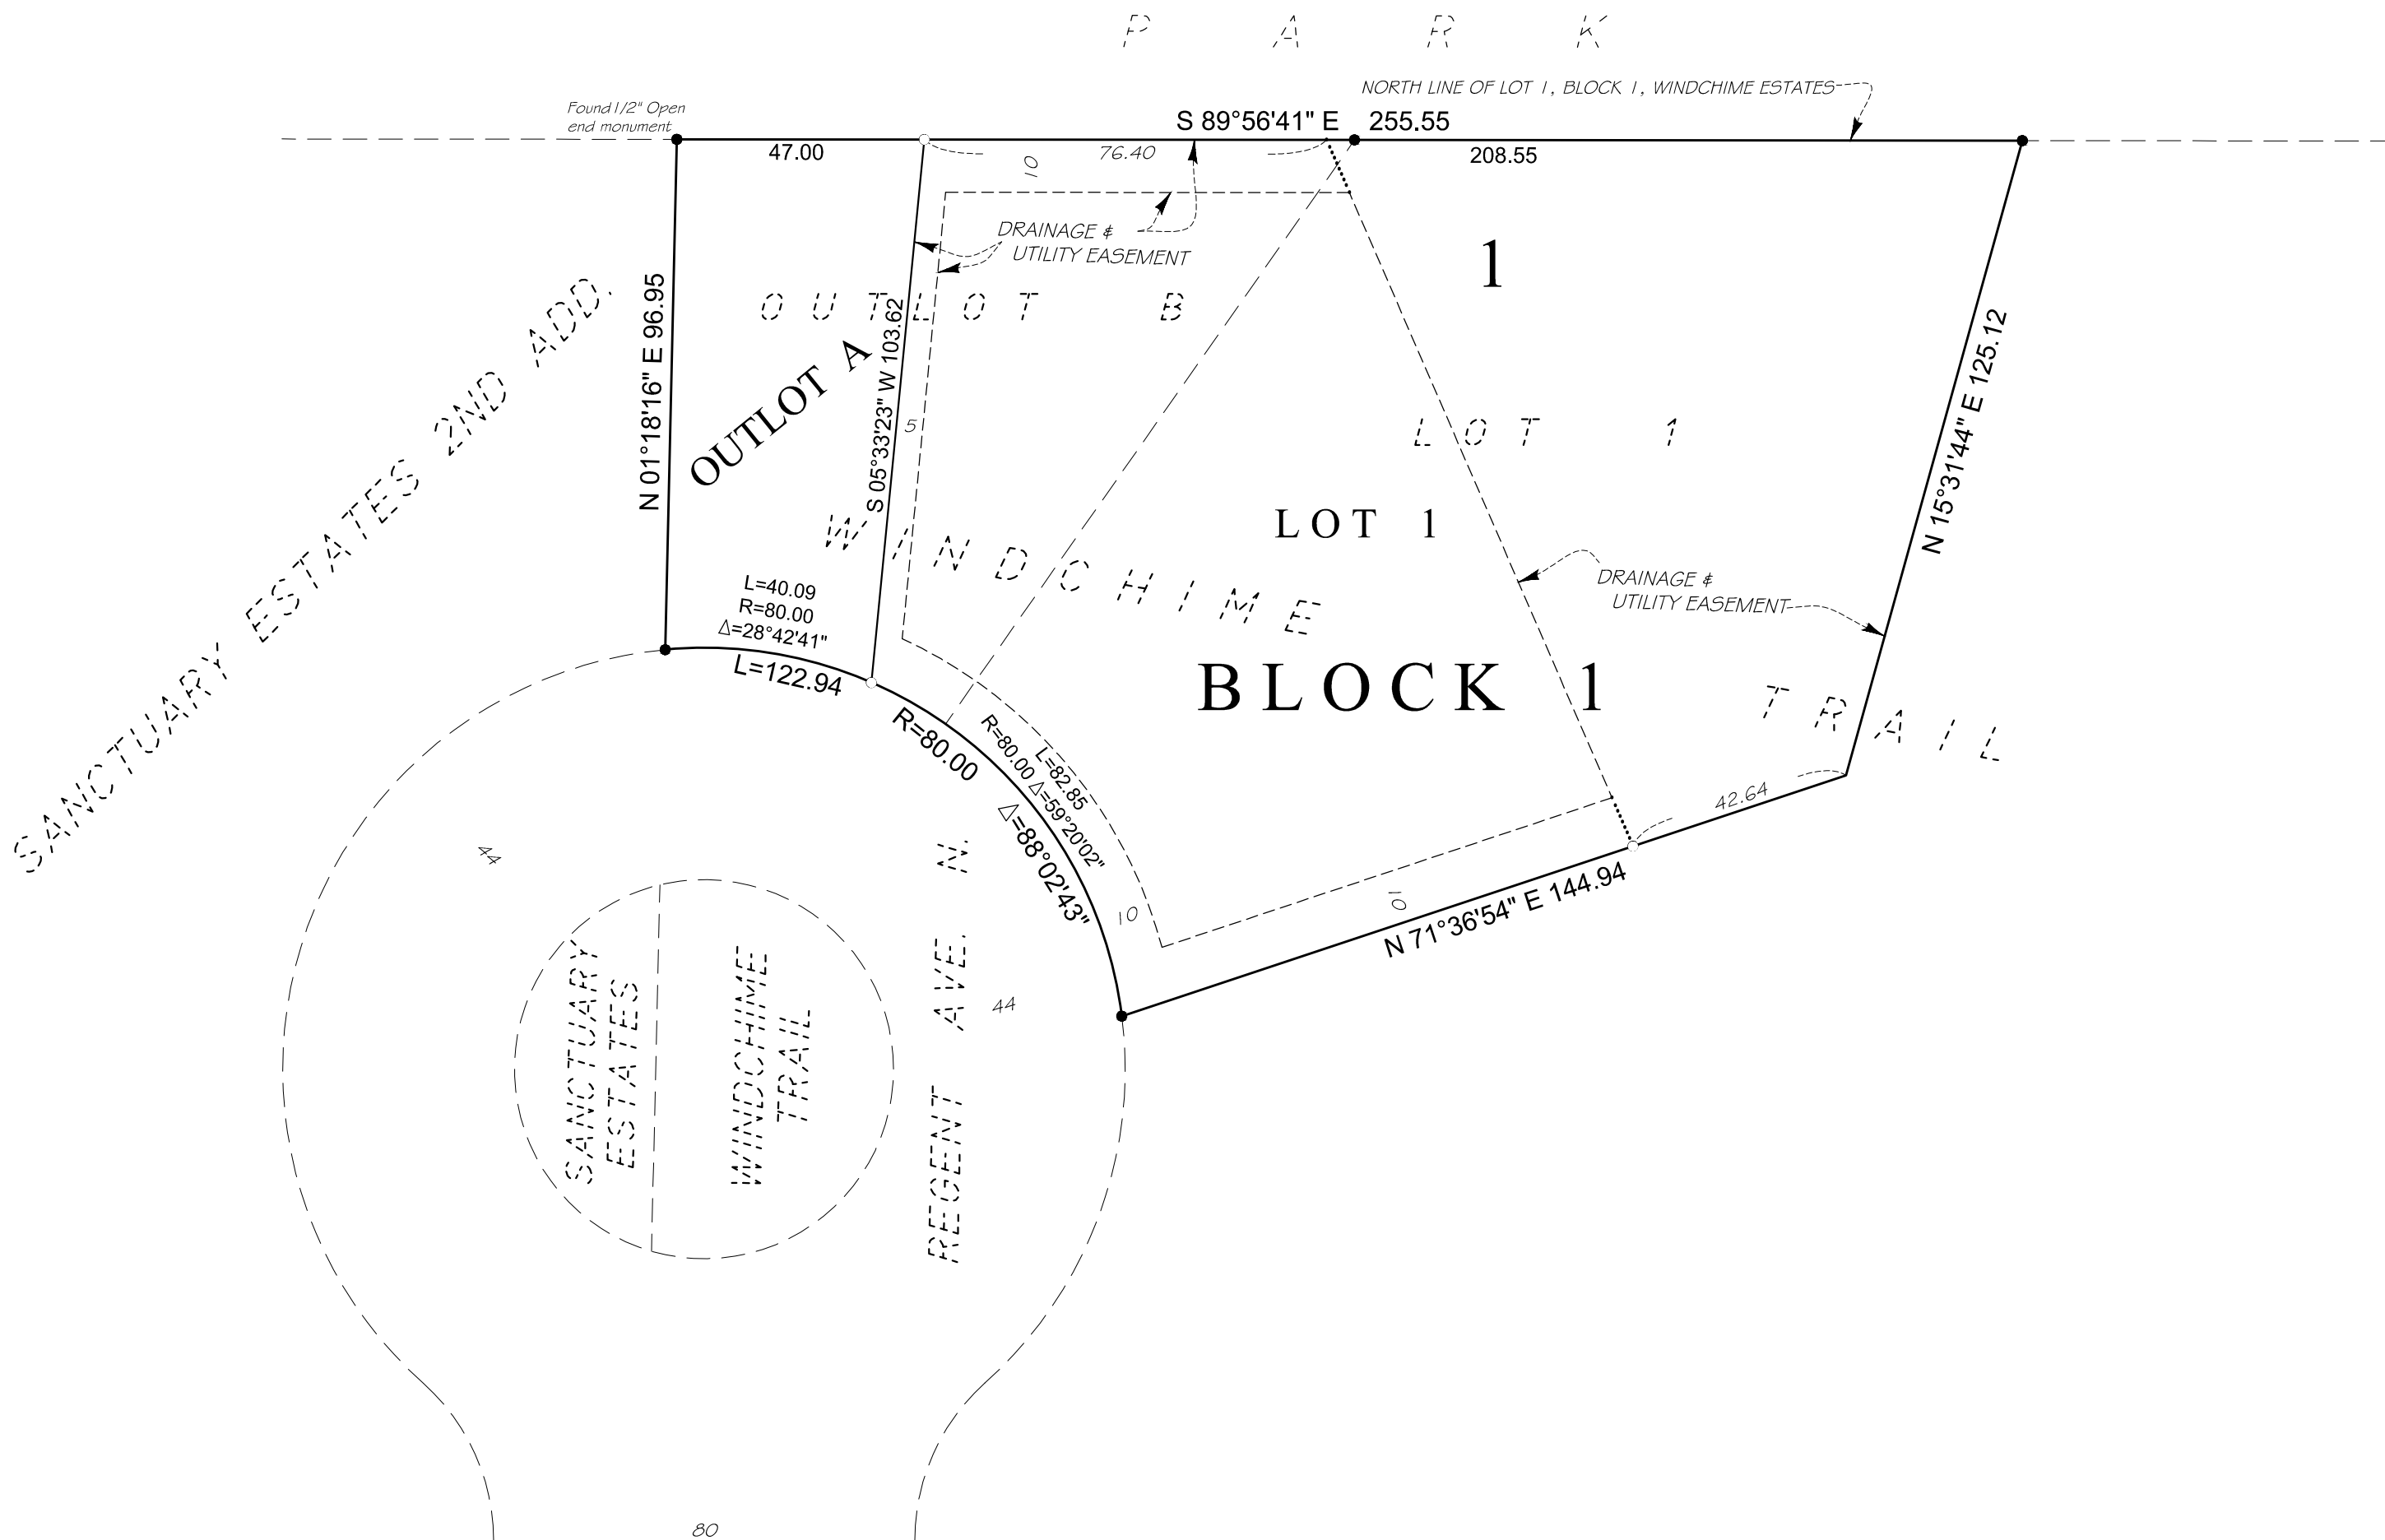 P A R K
NORTH LINE OF LOT 1, BLOCK 1, WINDCHIME ESTATES
Found 1/2" Open
end monument
S 89°56'41" E 255.55
47.00
76.40
208.55
10
DRAINAGE &
UTILITY EASEMENT
1
OUTLOT B
N 01°18'16" E 96.95
OUTLOT A
S 05°33'23" W 103.62
5
SANCTUARY ESTATES 2ND ADD.
LOT 1
N 15°31'44" E 125.12
LOT 1
WINDCHIME TRAIL
DRAINAGE &
UTILITY EASEMENT
L=40.09
R=80.00
Δ=28°42'41"
BLOCK 1
L=122.94
R=80.00
Δ=88°02'43"
L=82.85
R=80.00 Δ=59°20'02"
42.64
N 71°36'54" E 144.94
10
10
44
44
SANCTUARY
ESTATES
WINDCHIME
TRAIL
REGENT AVE. N.
80